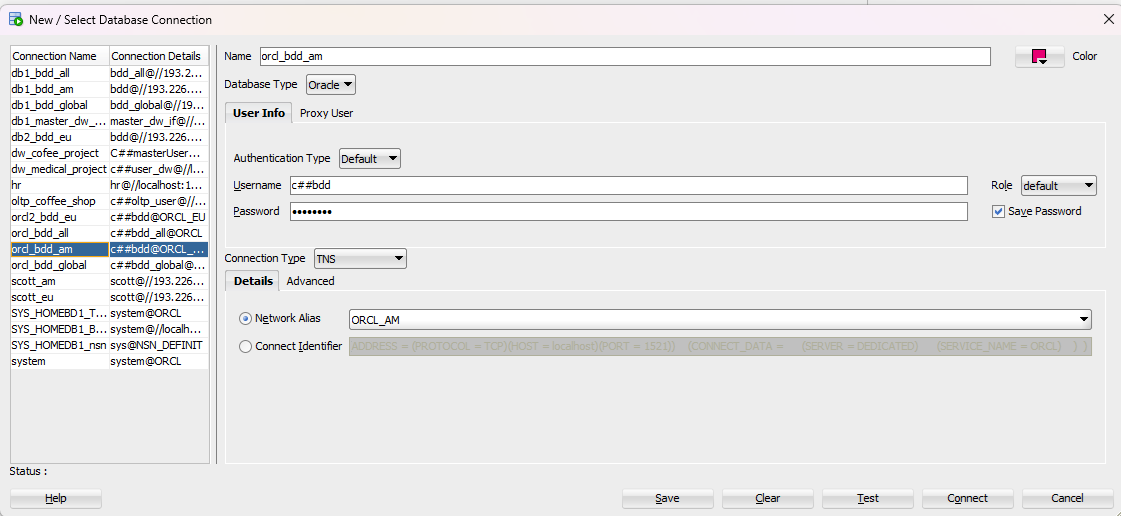 New / Select Database Connection
Connection Name Connection Details
db1_bdd_all bdd_all@//193.2...
db1_bdd_am bdd@//193.226....
db1_bdd_global bdd_global@//19...
db1_master_dw_... master_dw_if@//...
db2_bdd_eu bdd@//193.226....
dw_cofee_project C##masterUser...
dw_medical_project c##user_dw@//l...
hr hr@//localhost:1...
oltp_coffee_shop c##oltp_user@//...
orcl2_bdd_eu c##bdd@ORCL_EU
orcl_bdd_all c##bdd_all@ORCL
orcl_bdd_am c##bdd@ORCL_...
orcl_bdd_global c##bdd_global@...
scott_am scott@//193.226...
scott_eu scott@//193.226...
SYS_HOMEBD1_T... system@ORCL
SYS_HOMEDB1_B... system@//localh...
SYS_HOMEDB1_nsn sys@NSN_DEFINIT
system system@ORCL
Name orcl_bdd_am Color
Database Type Oracle
User Info Proxy User
Authentication Type Default
Username c##bdd Role default
Password •••••••• Save Password
Connection Type TNS
Details Advanced
Network Alias ORCL_AM
Connect Identifier ADDRESS = (PROTOCOL = TCP)(HOST = localhost)(PORT = 1521)) (CONNECT_DATA = (SERVER = DEDICATED) (SERVICE_NAME = ORCL) ) )
Status :
Help Save Clear Test Connect Cancel